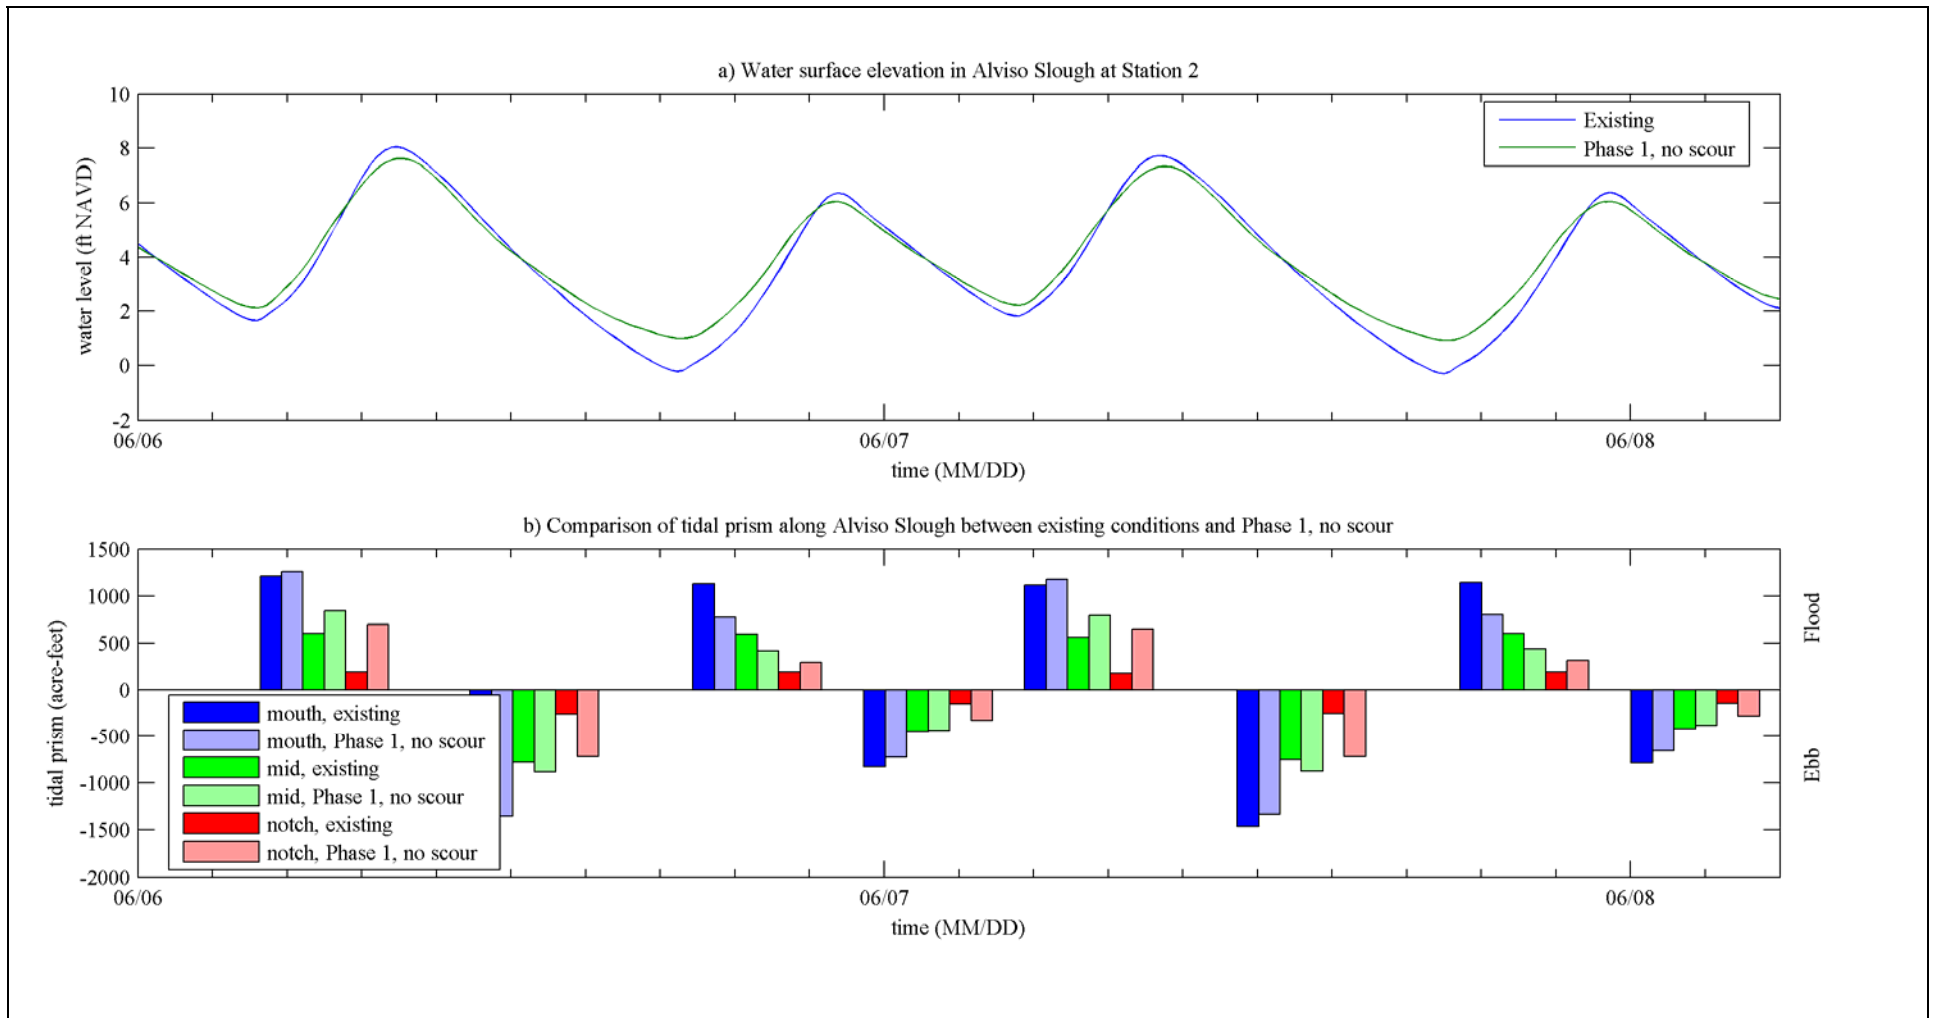 a) Water surface elevation in Alviso Slough at Station 2
10
8
6
4
2
0
-2
water level (ft NAVD)
Existing
Phase 1, no scour
06/06
06/07
06/08
time (MM/DD)
b) Comparison of tidal prism along Alviso Slough between existing conditions and Phase 1, no scour
1500
1000
500
0
-500
-1000
-1500
-2000
tidal prism (acre-feet)
Flood
Ebb
mouth, existing
mouth, Phase 1, no scour
mid, existing
mid, Phase 1, no scour
notch, existing
notch, Phase 1, no scour
06/06
06/07
06/08
time (MM/DD)